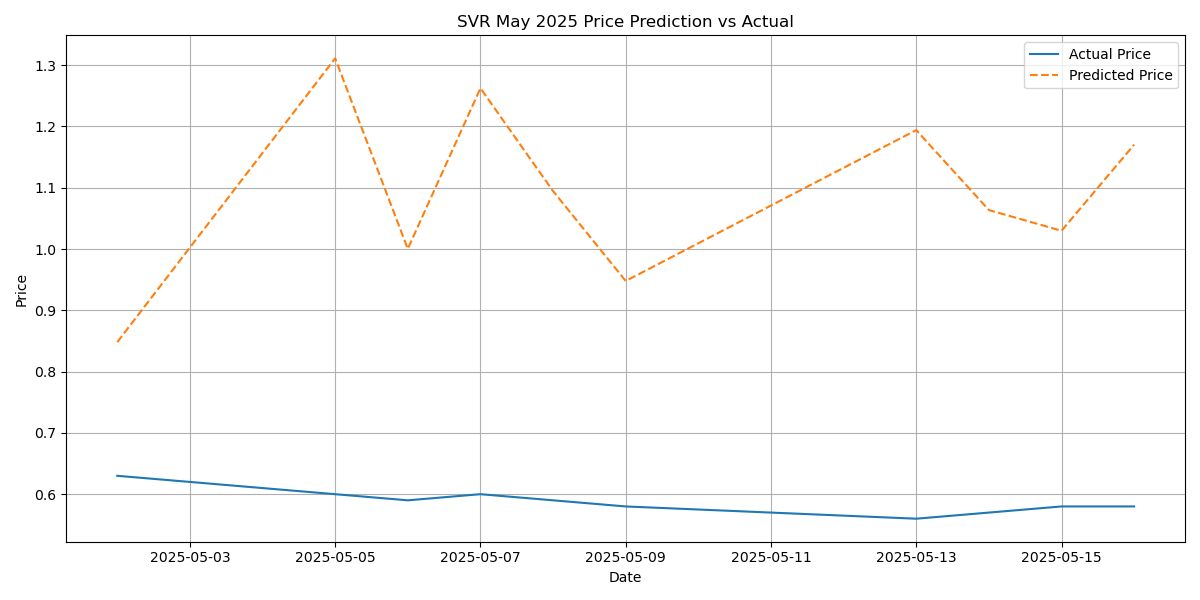 SVR May 2025 Price Prediction vs Actual
Actual Price
Predicted Price
Price
1.3
1.2
1.1
1.0
0.9
0.8
0.7
0.6
2025-05-03 2025-05-05 2025-05-07 2025-05-09 2025-05-11 2025-05-13 2025-05-15
Date